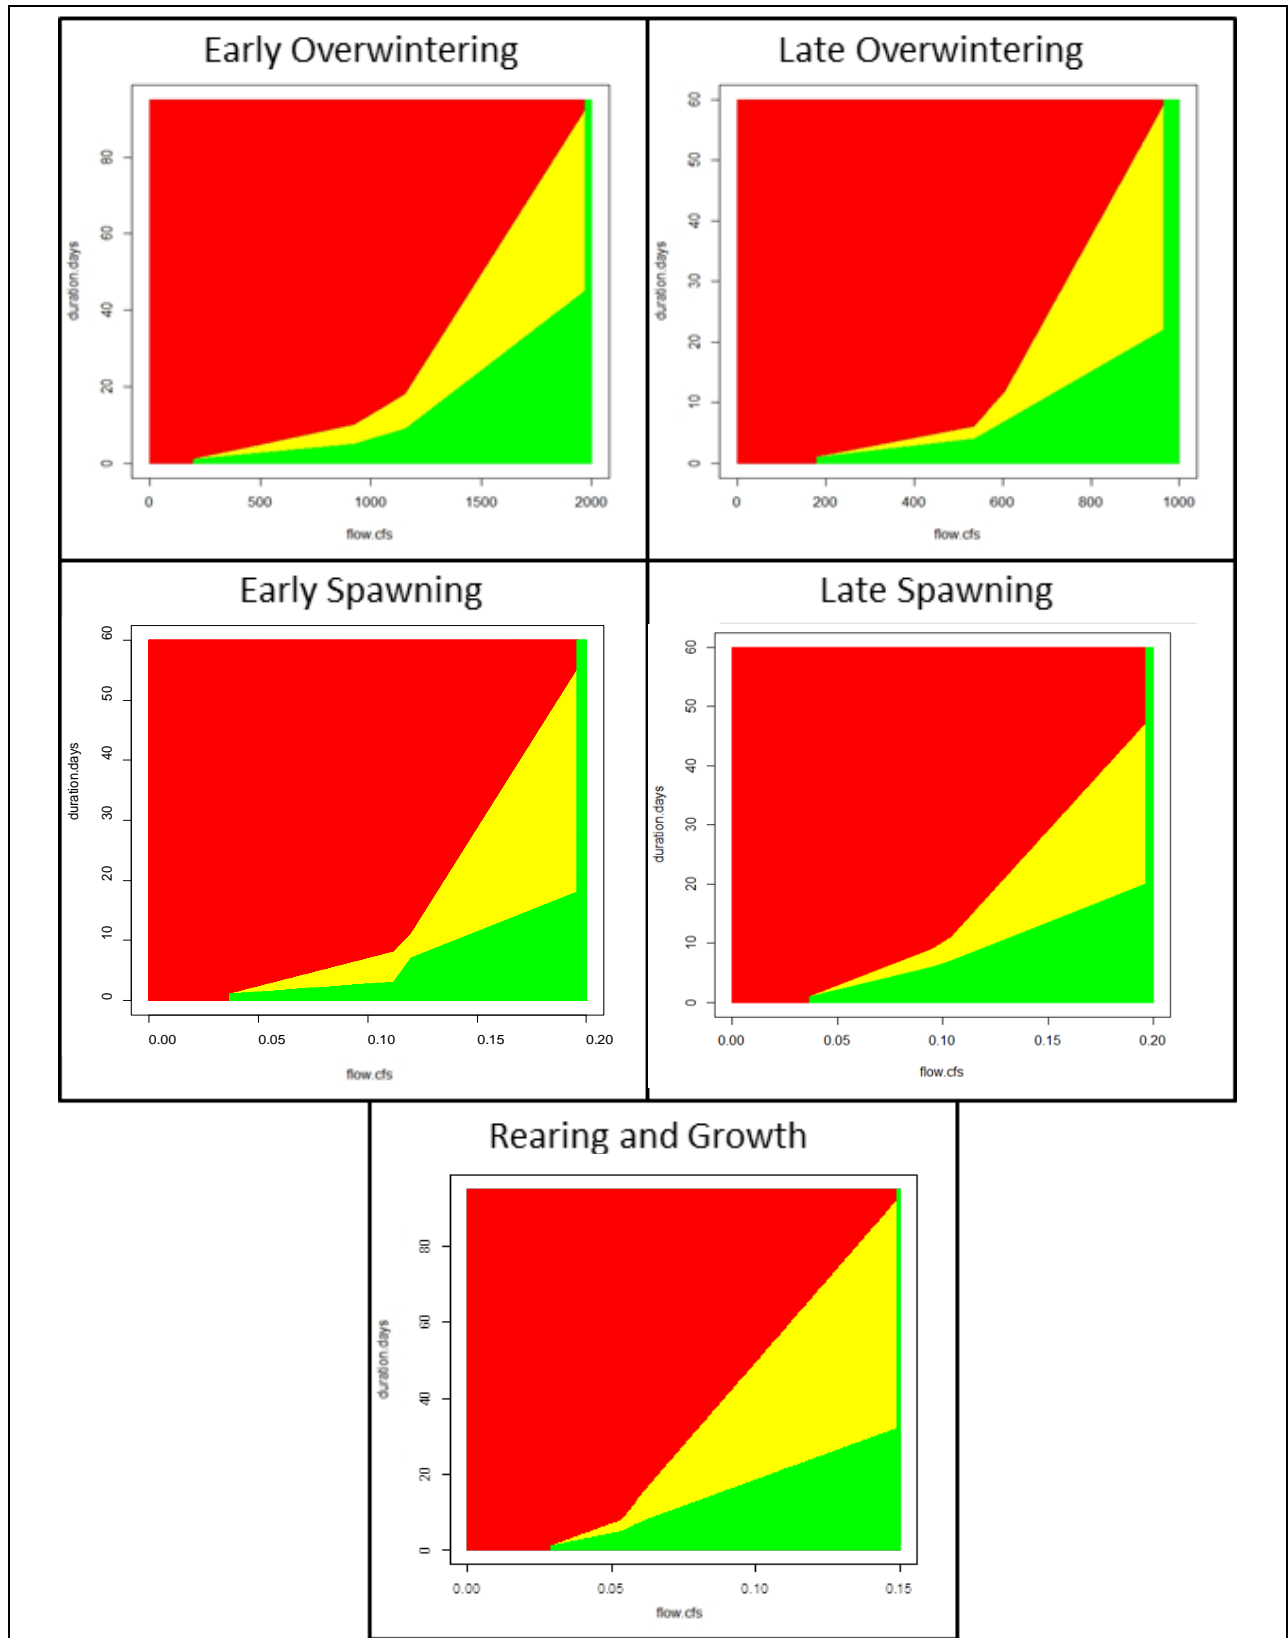 Early Overwintering
80
60
40
20
0
duration.days
0 500 1000 1500 2000
flow.cfs
Late Overwintering
60
50
40
30
20
10
0
duration.days
0 200 400 600 800 1000
flow.cfs
Early Spawning
60
50
40
30
20
10
0
duration.days
0.00 0.05 0.10 0.15 0.20
flow.cfs
Late Spawning
60
50
40
30
20
10
0
duration.days
0.00 0.05 0.10 0.15 0.20
flow.cfs
Rearing and Growth
80
60
40
20
0
duration.days
0.00 0.05 0.10 0.15
flow.cfs